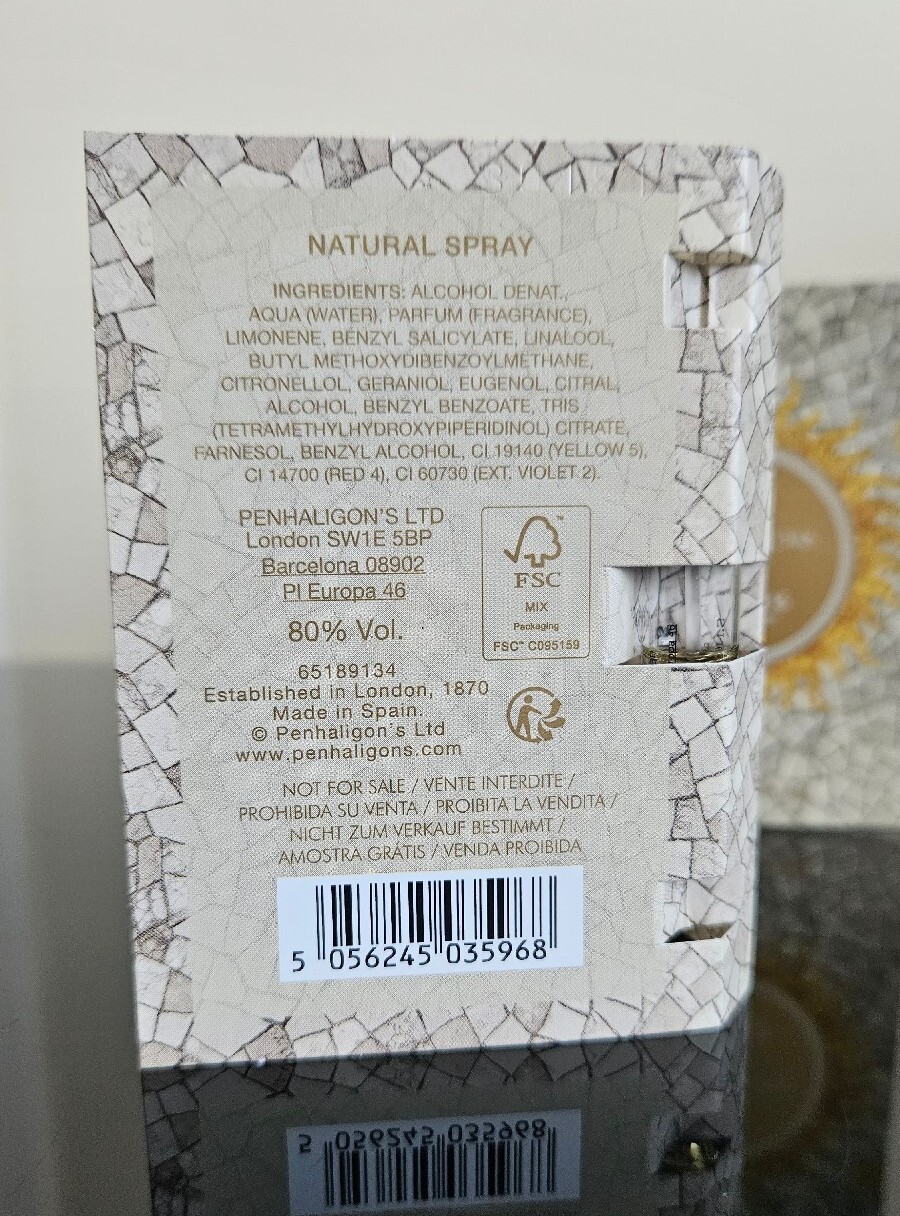 NATURAL SPRAY
INGREDIENTS: ALCOHOL DENAT.,
AQUA (WATER), PARFUM (FRAGRANCE),
LIMONENE, BENZYL SALICYLATE, LINALOOL,
BUTYL METHOXYDIBENZOYLMETHANE,
CITRONELLOL, GERANIOL, EUGENOL, CITRAL,
ALCOHOL, BENZYL BENZOATE, TRIS
(TETRAMETHYLHYDROXYPIPERIDINOL) CITRATE,
FARNESOL, BENZYL ALCOHOL, CI 19140 (YELLOW 5),
CI 14700 (RED 4), CI 60730 (EXT. VIOLET 2).
PENHALIGON'S LTD
London SW1E 5BP
Barcelona 08902
Pl Europa 46
80% Vol.
FSC
MIX
Packaging
FSC™ C095159
65189134
Established in London, 1870
Made in Spain.
© Penhaligon's Ltd
www.penhaligons.com
NOT FOR SALE / VENTE INTERDITE /
PROHIBIDA SU VENTA / PROIBITA LA VENDITA /
NICHT ZUM VERKAUF BESTIMMT /
AMOSTRA GRÁTIS / VENDA PROIBIDA
5 056245 035968